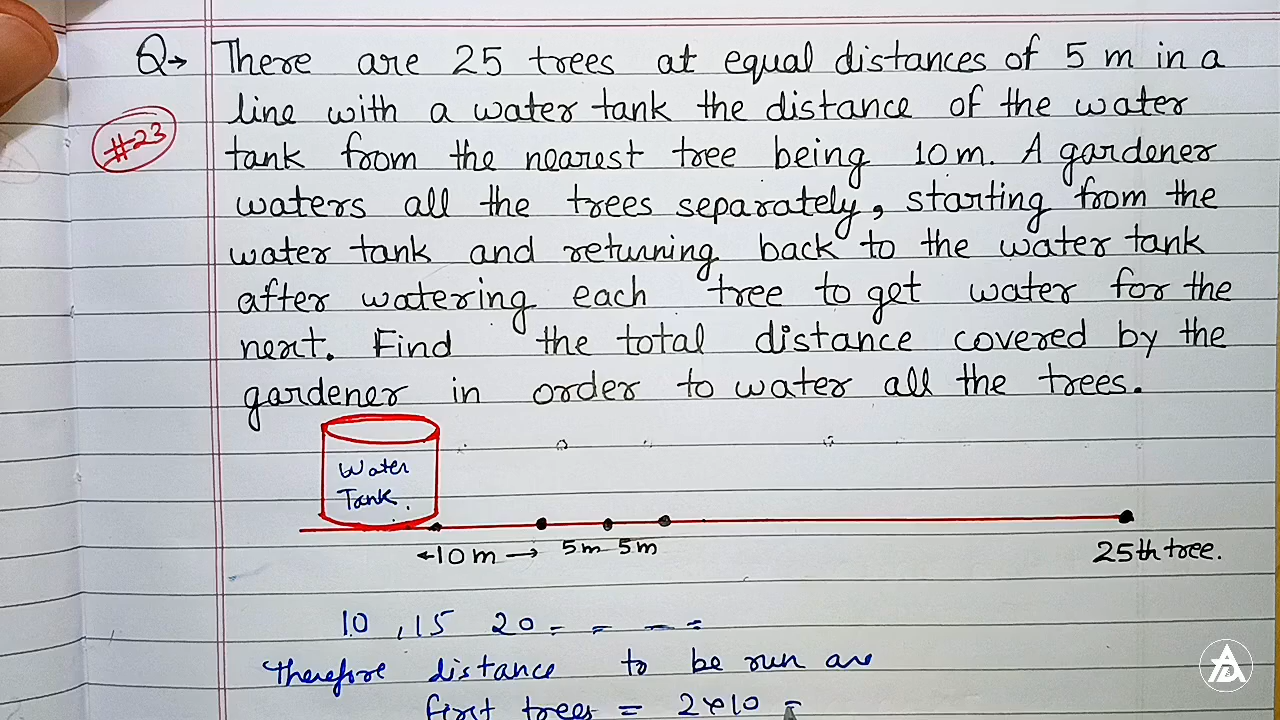 Q→ There are 25 trees at equal distances of 5 m in a
#23
line with a water tank the distance of the water
tank from the nearest tree being 10m. A gardener
waters all the trees separately, starting from the
water tank and returning back to the water tank
after watering each tree to get water for the
next. Find the total distance covered by the
gardener in order to water all the trees.
Water
Tank.
←10 m→ 5m 5m
25th tree.
10 , 15 20 - - - =
Therefore distance to be run are
first trees = 2×10 =